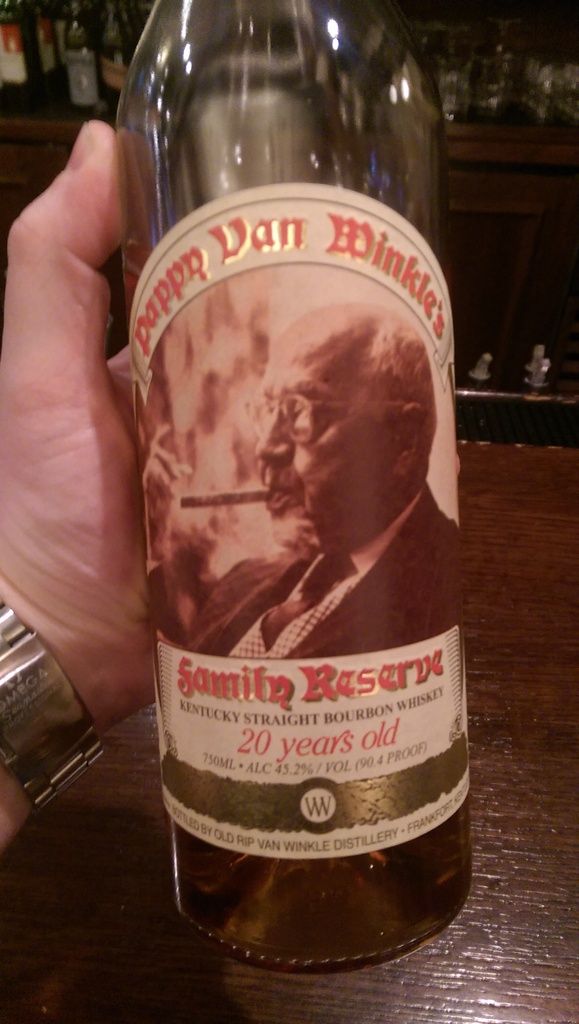 Pappy Van Winkle's
Family Reserve
KENTUCKY STRAIGHT BOURBON WHISKEY
20 years old
750ML • ALC 45.2% / VOL (90.4 PROOF)
W
BOTTLED BY OLD RIP VAN WINKLE DISTILLERY • FRANKFORT,
OMEGA